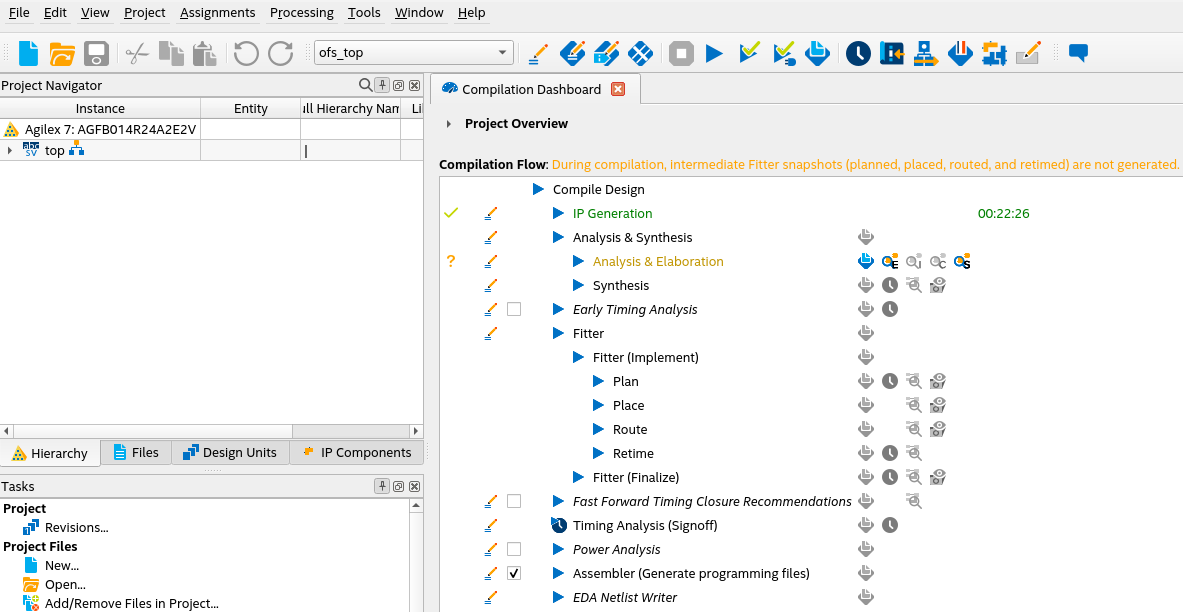 File Edit View Project Assignments Processing Tools Window Help
ofs_top
Project Navigator
Instance Entity ull Hierarchy Nam Li
Agilex 7: AGFB014R24A2E2V
abc SV top
Hierarchy Files Design Units IP Components
Tasks
Project
Revisions...
Project Files
New...
Open...
Add/Remove Files in Project...
Compilation Dashboard
Project Overview
Compilation Flow: During compilation, intermediate Fitter snapshots (planned, placed, routed, and retimed) are not generated.
Compile Design
IP Generation 00:22:26
Analysis & Synthesis
? Analysis & Elaboration E I C S
Synthesis
Early Timing Analysis
Fitter
Fitter (Implement)
Plan
Place
Route
Retime
Fitter (Finalize)
Fast Forward Timing Closure Recommendations
Timing Analysis (Signoff)
Power Analysis
Assembler (Generate programming files)
EDA Netlist Writer